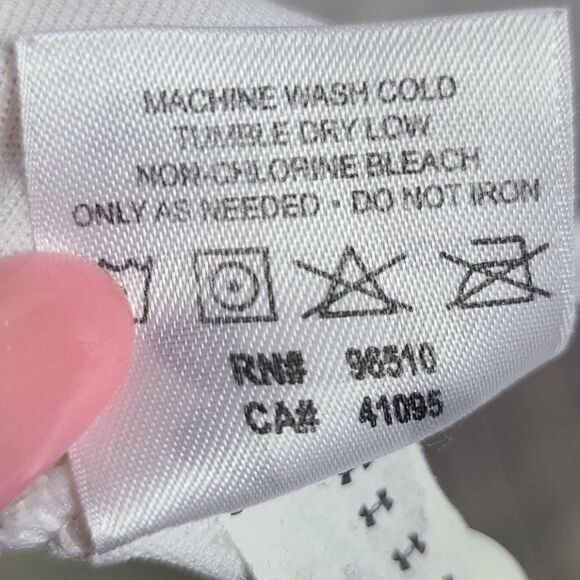 MACHINE WASH COLD
TUMBLE DRY LOW
NON-CHLORINE BLEACH
ONLY AS NEEDED · DO NOT IRON
RN# 96510
CA# 41095